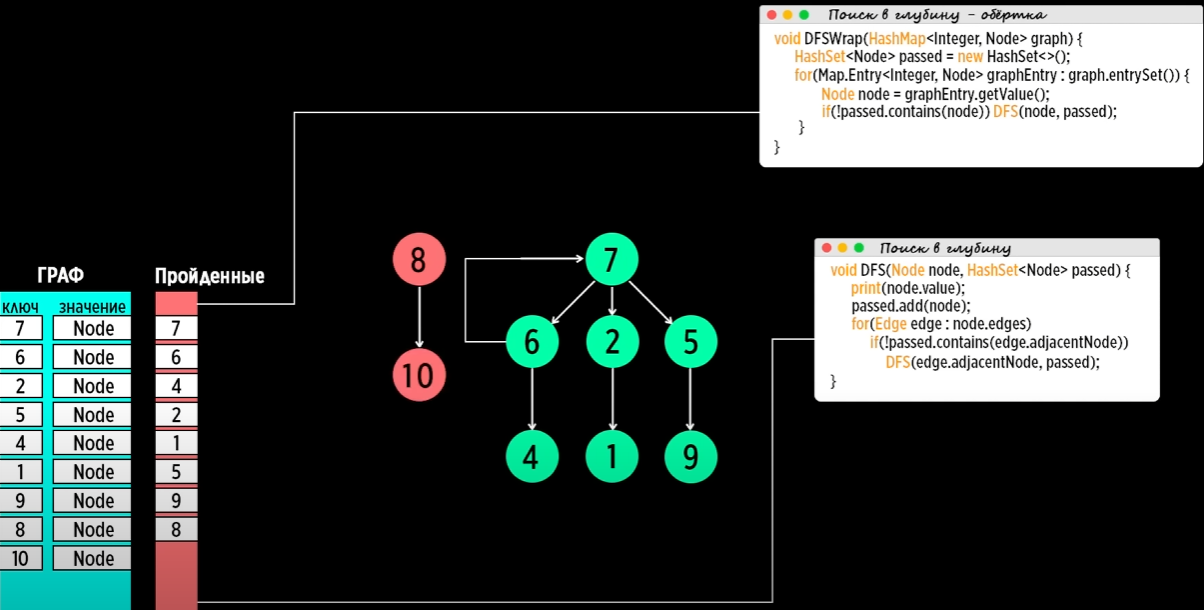 Поиск в глубину - обёртка
void DFSWrap(HashMap<Integer, Node> graph) {
HashSet<Node> passed = new HashSet<>();
for(Map.Entry<Integer, Node> graphEntry : graph.entrySet()) {
Node node = graphEntry.getValue();
if(!passed.contains(node)) DFS(node, passed);
}
}
8
7
6
2
5
10
4
1
9
Поиск в глубину
void DFS(Node node, HashSet<Node> passed) {
print(node.value);
passed.add(node);
for(Edge edge : node.edges)
if(!passed.contains(edge.adjacentNode))
DFS(edge.adjacentNode, passed);
}
ГРАФ Пройденные
ключ значение
7 Node 7
6 Node 6
2 Node 4
5 Node 2
4 Node 1
1 Node 5
9 Node 9
8 Node 8
10 Node